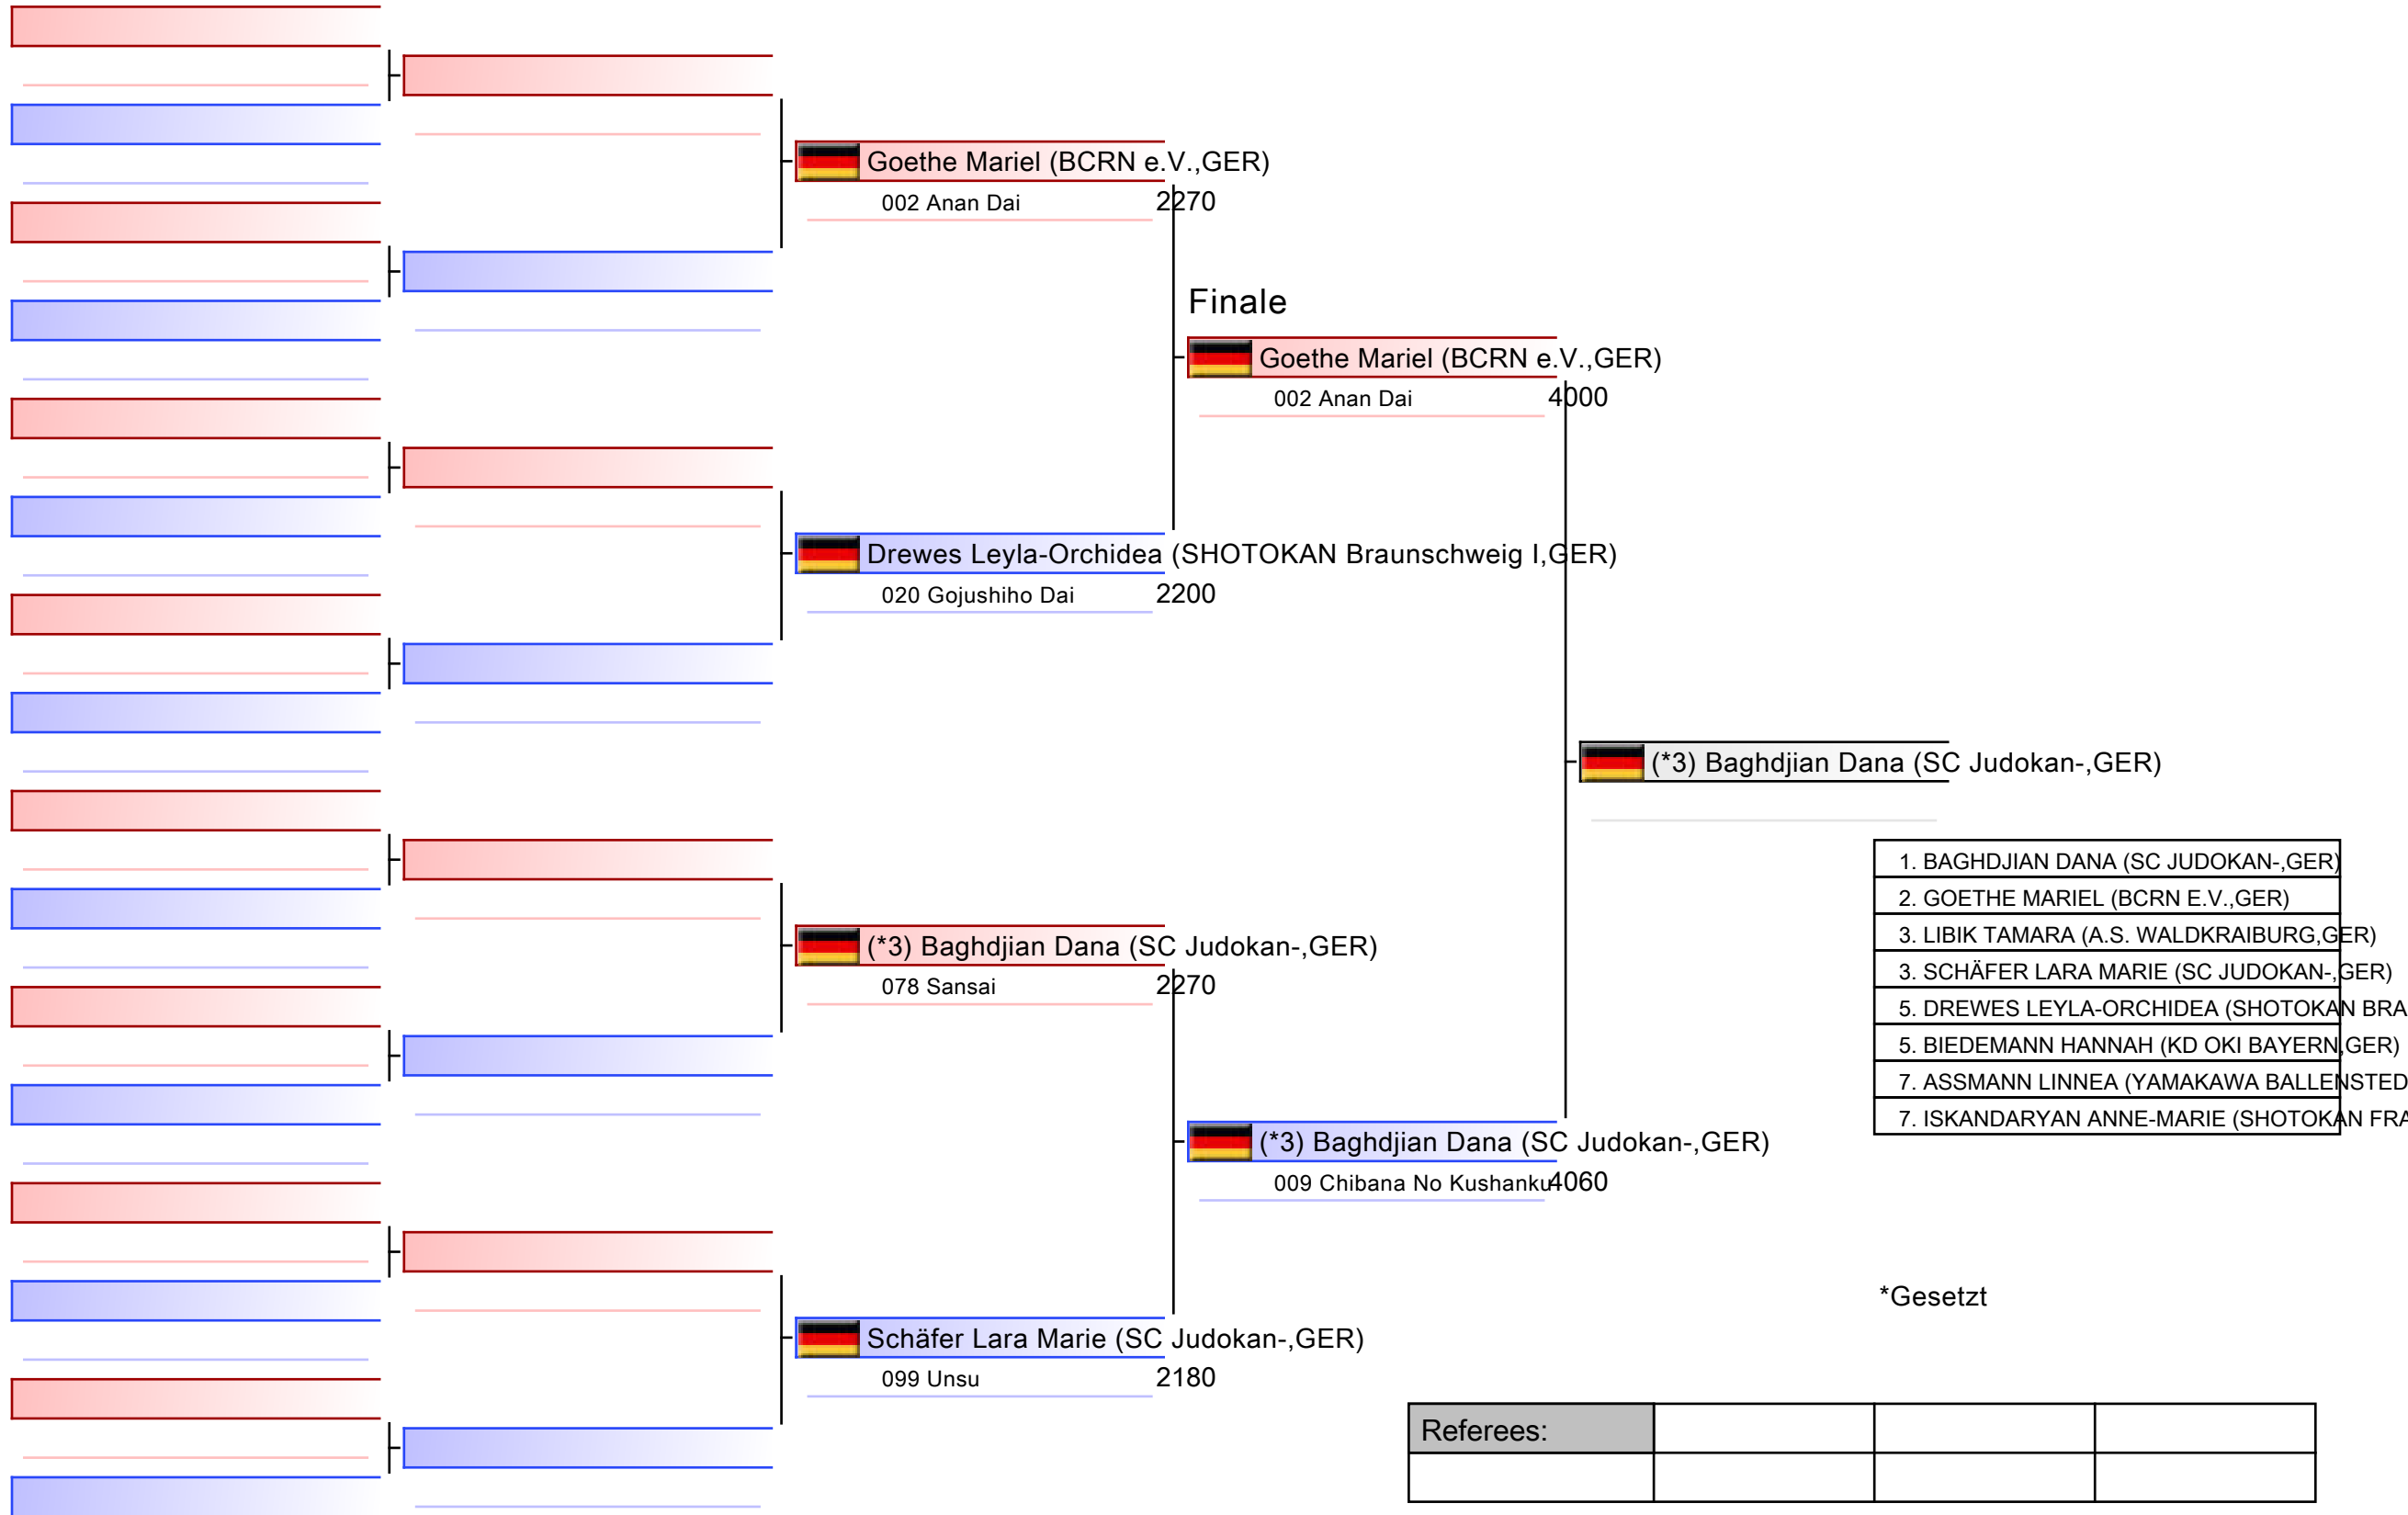 Goethe Mariel (BCRN e.V.,GER)
002 Anan Dai 2270
Drewes Leyla-Orchidea (SHOTOKAN Braunschweig I,GER)
020 Gojushiho Dai 2200
(*3) Baghdjian Dana (SC Judokan-,GER)
078 Sansai 2270
Schäfer Lara Marie (SC Judokan-,GER)
099 Unsu 2180
Finale
Goethe Mariel (BCRN e.V.,GER)
002 Anan Dai 4000
(*3) Baghdjian Dana (SC Judokan-,GER)
009 Chibana No Kushanku 4060
(*3) Baghdjian Dana (SC Judokan-,GER)
1. BAGHDJIAN DANA (SC JUDOKAN-,GER)
2. GOETHE MARIEL (BCRN E.V.,GER)
3. LIBIK TAMARA (A.S. WALDKRAIBURG,GER)
3. SCHÄFER LARA MARIE (SC JUDOKAN-,GER)
5. DREWES LEYLA-ORCHIDEA (SHOTOKAN BRA
5. BIEDEMANN HANNAH (KD OKI BAYERN,GER)
7. ASSMANN LINNEA (YAMAKAWA BALLENSTED
7. ISKANDARYAN ANNE-MARIE (SHOTOKAN FRA
*Gesetzt
Referees: